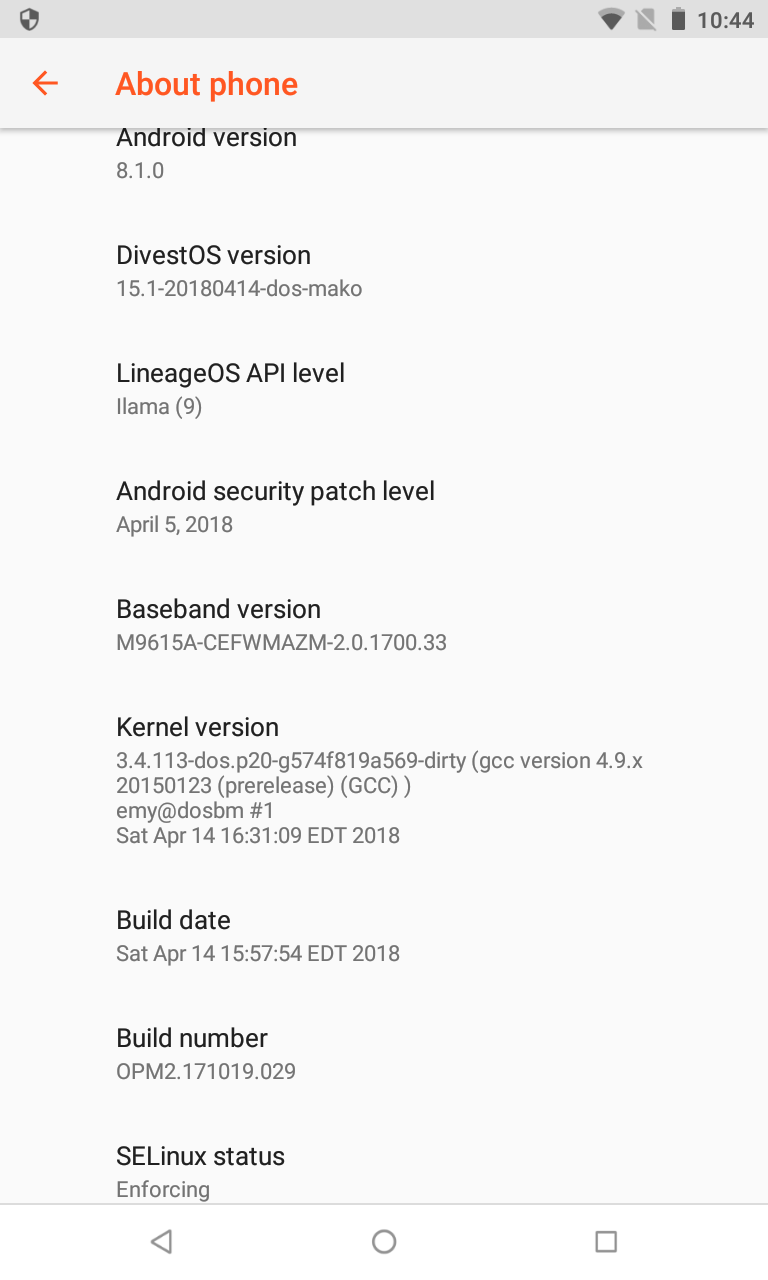 10:44
About phone
Android version
8.1.0
DivestOS version
15.1-20180414-dos-mako
LineageOS API level
Ilama (9)
Android security patch level
April 5, 2018
Baseband version
M9615A-CEFWMAZM-2.0.1700.33
Kernel version
3.4.113-dos.p20-g574f819a569-dirty (gcc version 4.9.x
20150123 (prerelease) (GCC) )
emy@dosbm #1
Sat Apr 14 16:31:09 EDT 2018
Build date
Sat Apr 14 15:57:54 EDT 2018
Build number
OPM2.171019.029
SELinux status
Enforcing